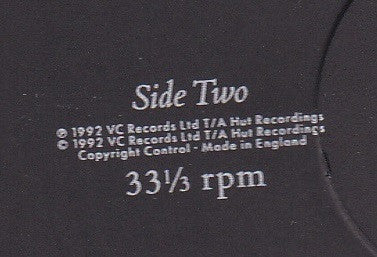 Side Two
℗ 1992 VC Records Ltd T/A Hut Recordings
© 1992 VC Records Ltd T/A Hut Recordings
Copyright Control - Made in England
33⅓ rpm